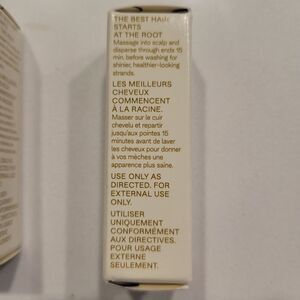 THE BEST HAIR
STARTS
AT THE ROOT
Massage into scalp and
disperse through ends 15
min. before washing for
shinier, healthier-looking
strands.
LES MEILLEURS
CHEVEUX
COMMENCENT
À LA RACINE.
Masser sur le cuir
chevelu et repartir
jusqu'aux pointes 15
minutes avant de laver
les cheveux pour donner
à vos mèches une
apparence plus saine.
USE ONLY AS
DIRECTED. FOR
EXTERNAL USE
ONLY.
UTILISER
UNIQUEMENT
CONFORMÉMENT
AUX DIRECTIVES.
POUR USAGE
EXTERNE
SEULEMENT.